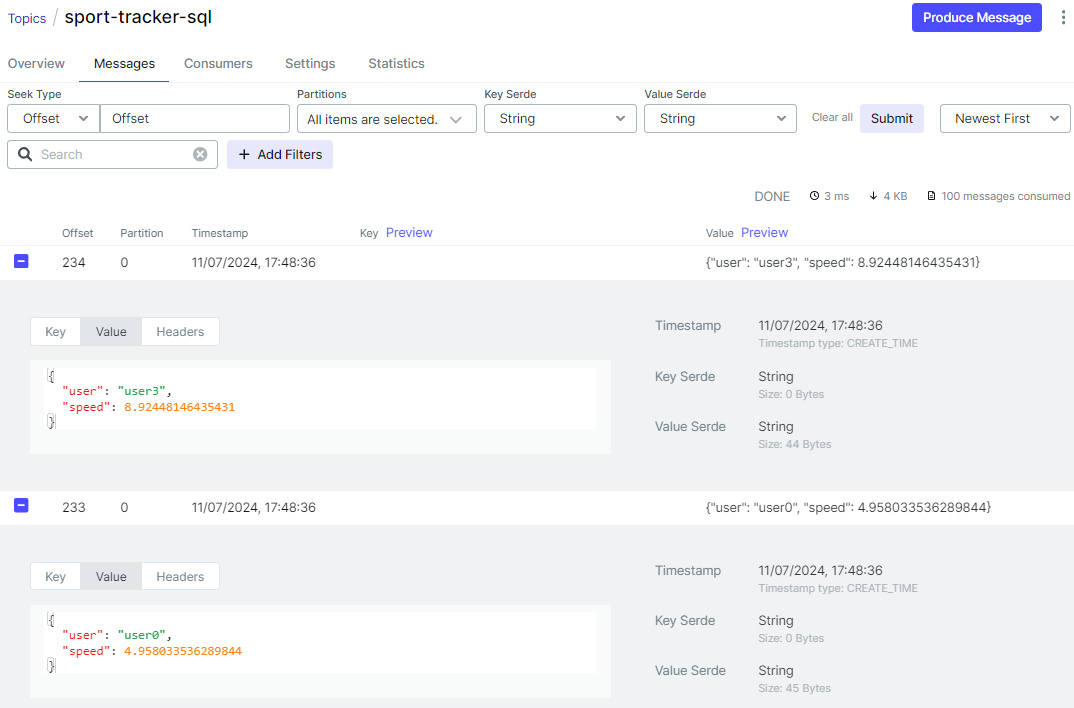 Topics / sport-tracker-sql
Produce Message
Overview Messages Consumers Settings Statistics
Seek Type Partitions Key Serde Value Serde
Offset Offset All items are selected. String String Clear all Submit Newest First
Search + Add Filters
DONE 3 ms 4 KB 100 messages consumed
Offset Partition Timestamp Key Preview Value Preview
234 0 11/07/2024, 17:48:36 {"user": "user3", "speed": 8.92448146435431}
Key Value Headers
{
"user": "user3",
"speed": 8.92448146435431
}
Timestamp 11/07/2024, 17:48:36
Timestamp type: CREATE_TIME
Key Serde String
Size: 0 Bytes
Value Serde String
Size: 44 Bytes
233 0 11/07/2024, 17:48:36 {"user": "user0", "speed": 4.958033536289844}
Key Value Headers
{
"user": "user0",
"speed": 4.958033536289844
}
Timestamp 11/07/2024, 17:48:36
Timestamp type: CREATE_TIME
Key Serde String
Size: 0 Bytes
Value Serde String
Size: 45 Bytes